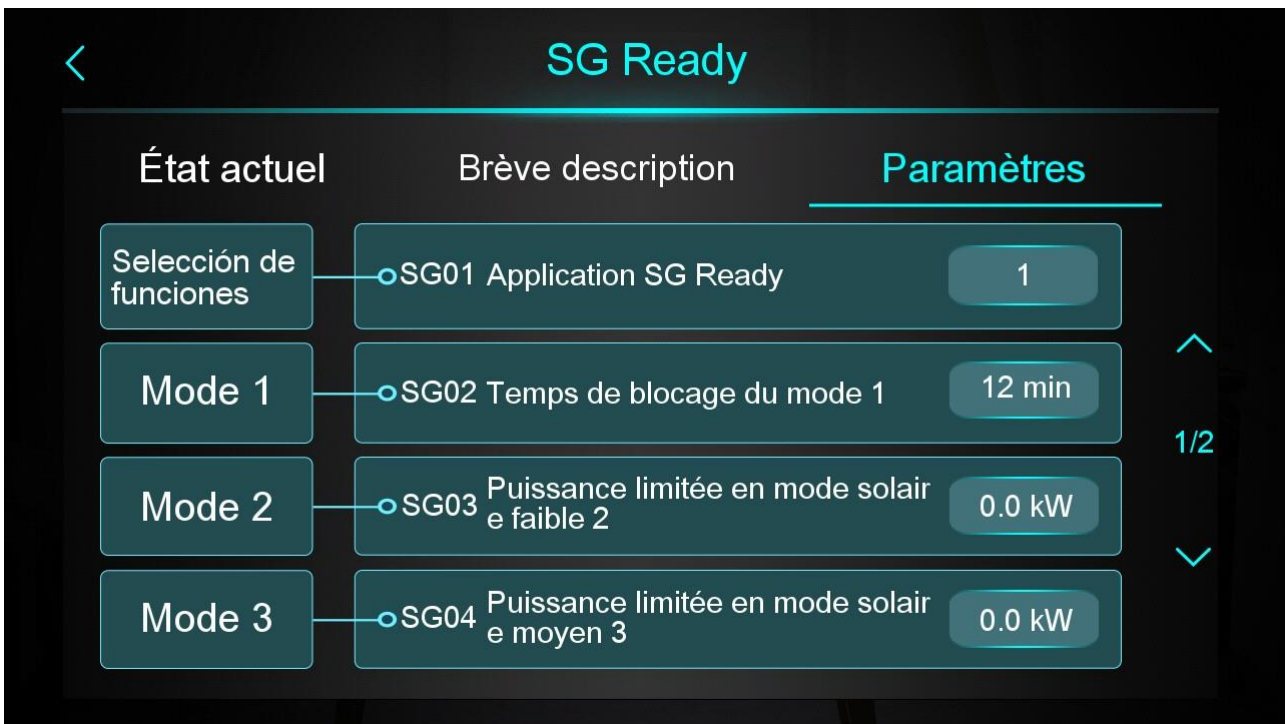 SG Ready
État actuel
Brève description
Paramètres
Selección de
funciones
SG01 Application SG Ready
1
Mode 1
SG02 Temps de blocage du mode 1
12 min
1/2
Mode 2
SG03 Puissance limitée en mode solair
e faible 2
0.0 kW
Mode 3
SG04 Puissance limitée en mode solair
e moyen 3
0.0 kW